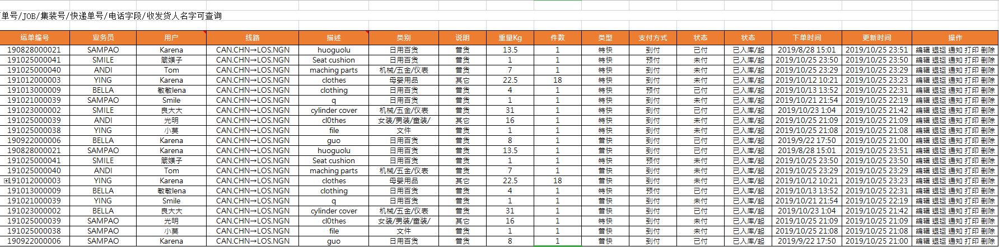 单号/JOB/集装号/快递单号/电话字段/收发货人名字可查询
运单编号 业务员 用户 线路 描述 类别 说明 重量Kg 件数 类型 支付方式 状态 状态 下单时间 更新时间 操作
190828000021 SAMPAO Karena CAN.CHN→LOS.NGN huoguolu 日用百货 普货 13.5 1 特快 到付 已付 已入库/起 2019/8/28 15:01 2019/10/25 23:51 编辑 退运 通知 打印 删除
191025000041 SMILE 葳媄子 CAN.CHN→LOS.NGN Seat cushion 日用百货 普货 1 1 特快 预付 未付 已入库/起 2019/10/25 23:50 2019/10/25 23:50 编辑 退运 通知 打印 删除
191025000040 ANDI Tom CAN.CHN→LOS.NGN maching parts 机械/五金/仪表 普货 7 1 特快 到付 未付 已入库/起 2019/10/25 23:29 2019/10/25 23:29 编辑 退运 通知 打印 删除
191012000003 YING Karena CAN.CHN→LOS.NGN clothes 母婴用品 其它 22.5 18 特快 到付 未付 已入库/起 2019/10/12 10:21 2019/10/25 23:23 编辑 退运 通知 打印 删除
191013000009 BELLA 敏敏lena CAN.CHN→LOS.NGN clothing 日用百货 普货 4 1 特快 预付 已付 已入库/起 2019/10/13 13:52 2019/10/25 22:31 编辑 退运 通知 打印 删除
191021000039 SAMPAO Smile CAN.CHN→LOS.NGN q 日用百货 普货 1 1 特快 到付 未付 已入库/起 2019/10/21 21:54 2019/10/25 22:19 编辑 退运 通知 打印 删除
191023000002 SMILE 良大大 CAN.CHN→LOS.NGN cylinder cover 机械/五金/仪表 普货 31 1 特快 到付 已付 已入库/起 2019/10/23 1:04 2019/10/25 21:42 编辑 退运 通知 打印 删除
191025000039 ANDI 光明 CAN.CHN→LOS.NGN cl0thes 女装/男装/童装/ 其它 16 1 特快 到付 未付 已入库/起 2019/10/25 21:09 2019/10/25 21:09 编辑 退运 通知 打印 删除
191025000038 YING 小莫 CAN.CHN→LOS.NGN file 文件 普货 1 1 特快 到付 未付 已入库/起 2019/10/25 21:08 2019/10/25 21:08 编辑 退运 通知 打印 删除
190922000006 BELLA Karena CAN.CHN→LOS.NGN guo 日用百货 普货 8 1 普快 到付 已付 已入库/起 2019/9/22 17:50 2019/10/25 21:00 编辑 退运 通知 打印 删除
190828000021 SAMPAO Karena CAN.CHN→LOS.NGN huoguolu 日用百货 普货 13.5 1 特快 到付 已付 已入库/起 2019/8/28 15:01 2019/10/25 23:51 编辑 退运 通知 打印 删除
191025000041 SMILE 葳媄子 CAN.CHN→LOS.NGN Seat cushion 日用百货 普货 1 1 特快 预付 未付 已入库/起 2019/10/25 23:50 2019/10/25 23:50 编辑 退运 通知 打印 删除
191025000040 ANDI Tom CAN.CHN→LOS.NGN maching parts 机械/五金/仪表 普货 7 1 普快 到付 未付 已入库/起 2019/10/25 23:29 2019/10/25 23:29 编辑 退运 通知 打印 删除
191012000003 YING Karena CAN.CHN→LOS.NGN clothes 母婴用品 其它 22.5 18 普快 到付 未付 已入库/起 2019/10/12 10:21 2019/10/25 23:23 编辑 退运 通知 打印 删除
191013000009 BELLA 敏敏lena CAN.CHN→LOS.NGN clothing 日用百货 普货 4 1 特快 预付 已付 已入库/起 2019/10/13 13:52 2019/10/25 22:31 编辑 退运 通知 打印 删除
191021000039 YING Smile CAN.CHN→LOS.NGN q 日用百货 普货 1 1 普快 到付 未付 已入库/起 2019/10/21 21:54 2019/10/25 22:19 编辑 退运 通知 打印 删除
191023000002 BELLA 良大大 CAN.CHN→LOS.NGN cylinder cover 机械/五金/仪表 普货 31 1 普快 到付 已付 已入库/起 2019/10/23 1:04 2019/10/25 21:42 编辑 退运 通知 打印 删除
191025000039 SAMPAO 光明 CAN.CHN→LOS.NGN cl0thes 女装/男装/童装/ 其它 16 1 特快 到付 未付 已入库/起 2019/10/25 21:09 2019/10/25 21:09 编辑 退运 通知 打印 删除
191025000038 SAMPAO 小莫 CAN.CHN→LOS.NGN file 文件 普货 1 1 普快 到付 未付 已入库/起 2019/10/25 21:08 2019/10/25 21:08 编辑 退运 通知 打印 删除
190922000006 SAMPAO Karena CAN.CHN→LOS.NGN guo 日用百货 普货 8 1 普快 到付 已付 已入库/起 2019/9/22 17:50 2019/10/25 21:00 编辑 退运 通知 打印 删除